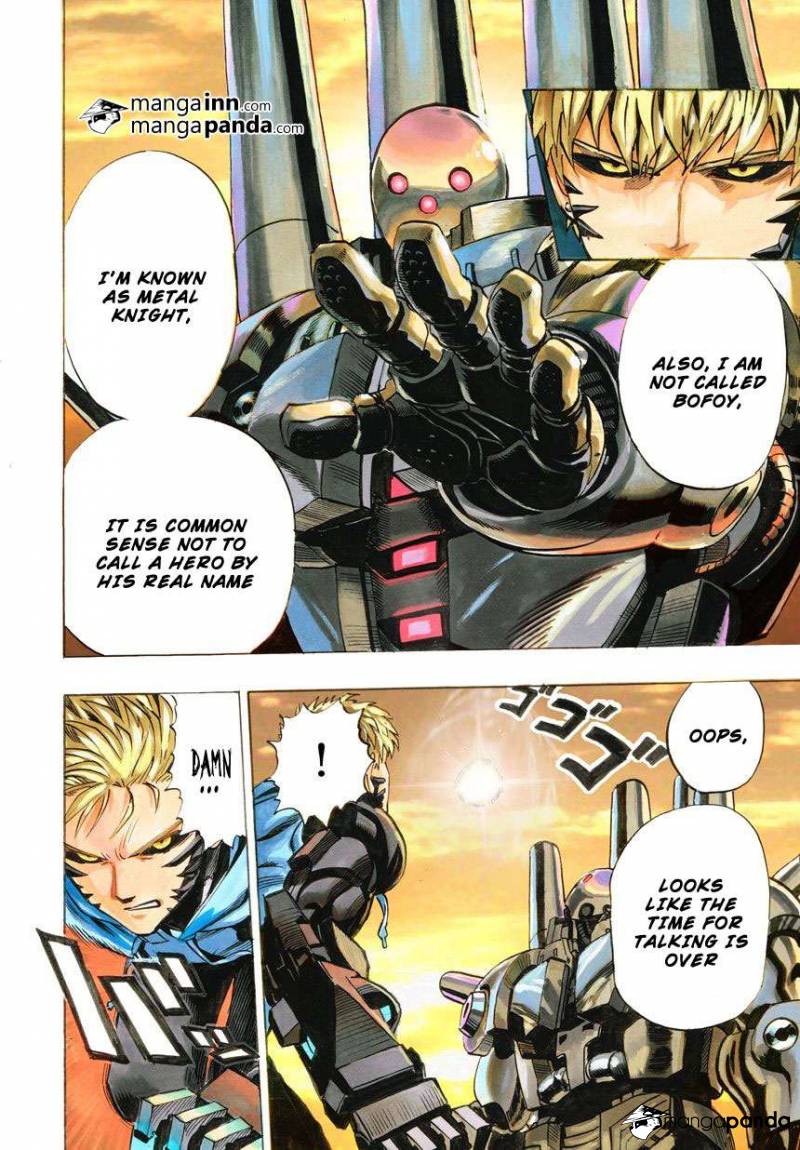 mangainn.com
mangapanda.com
ALSO, I AM
NOT CALLED
BOFOY,
I'M KNOWN
AS METAL
KNIGHT,
IT IS COMMON
SENSE NOT TO
CALL A HERO BY
HIS REAL NAME
OOPS,
LOOKS
LIKE THE
TIME FOR
TALKING IS
OVER
ゴゴゴ
!
DAMN
...
バッ
mangapanda